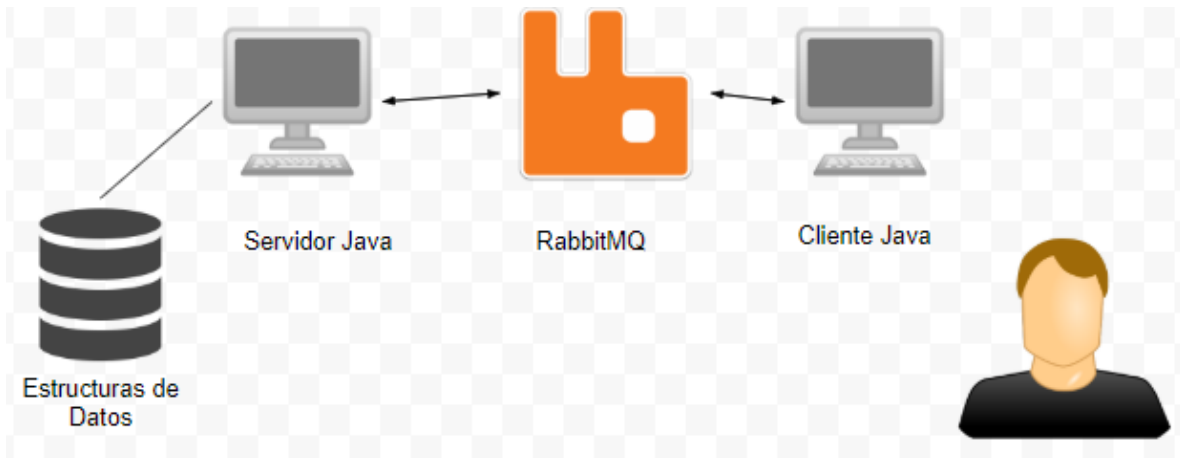 Servidor Java
RabbitMQ
Cliente Java
Estructuras de
Datos